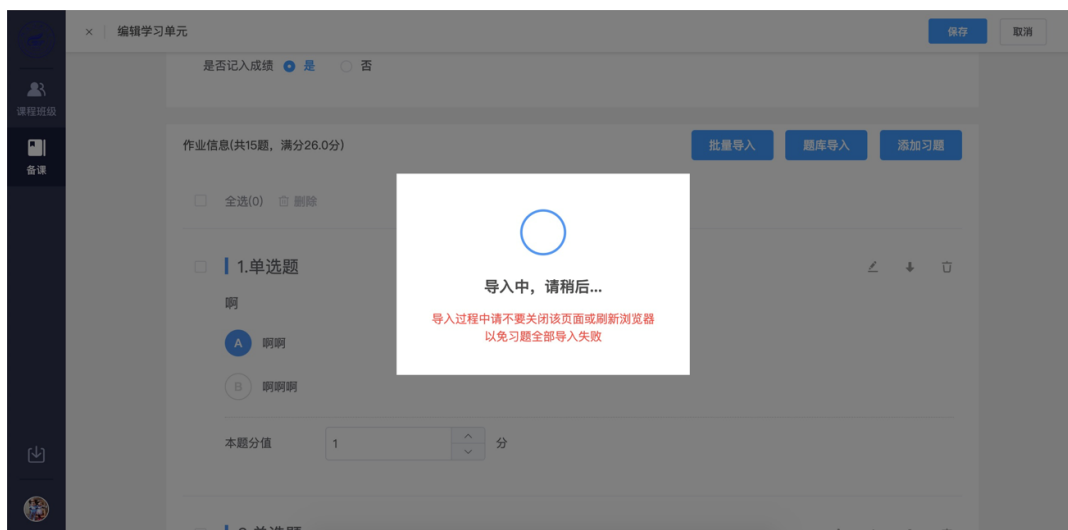 × 编辑学习单元 保存 取消
是否记入成绩 是 否
课程班级
作业信息(共15题，满分26.0分) 批量导入 题库导入 添加习题
备课
全选(0) 删除
1.单选题
导入中，请稍后...
啊
导入过程中请不要关闭该页面或刷新浏览器
以免习题全部导入失败
A 啊啊
B 啊啊啊
本题分值 1 分